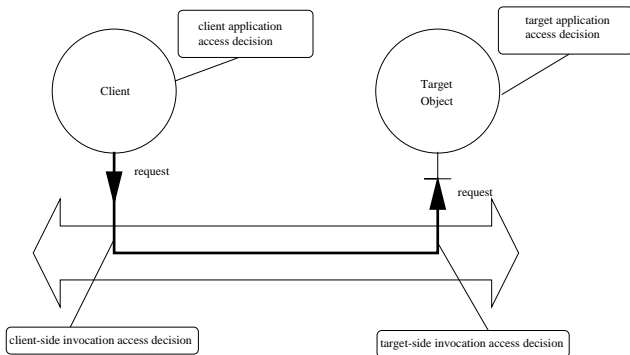 client application
access decision
target application
access decision
Client
Target
Object
request
request
client-side invocation access decision
target-side invocation access decision